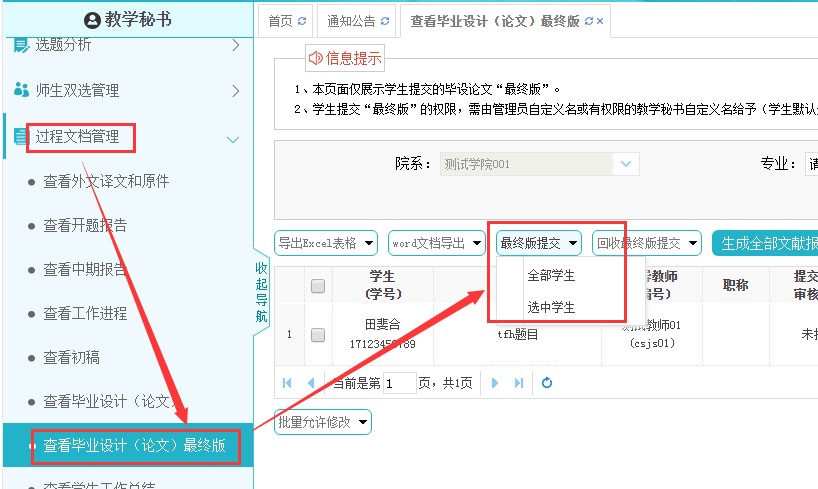 教学秘书
选题分析
师生双选管理
过程文档管理
查看外文译文和原件
查看开题报告
查看中期报告
查看工作进程
查看初稿
查看毕业设计（论文）
查看毕业设计（论文）最终版
查看学生工作总结
收起导航
首页
通知公告
查看毕业设计（论文）最终版
信息提示
1、本页面仅展示学生提交的毕设论文“最终版”。
2、学生提交“最终版”的权限，需由管理员自定义名或有权限的教学秘书自定义名给予（学生默认
院系：
测试学院001
专业：
请
导出Excel表格
word文档导出
最终版提交
回收最终版提交
生成全部文献报
全部学生
选中学生
学生
(学号)
教师
职称
提交
审核
1
田斐合
tfh题目
测试教师01
(csjs01)
当前是第 1 页，共1页
批量允许修改